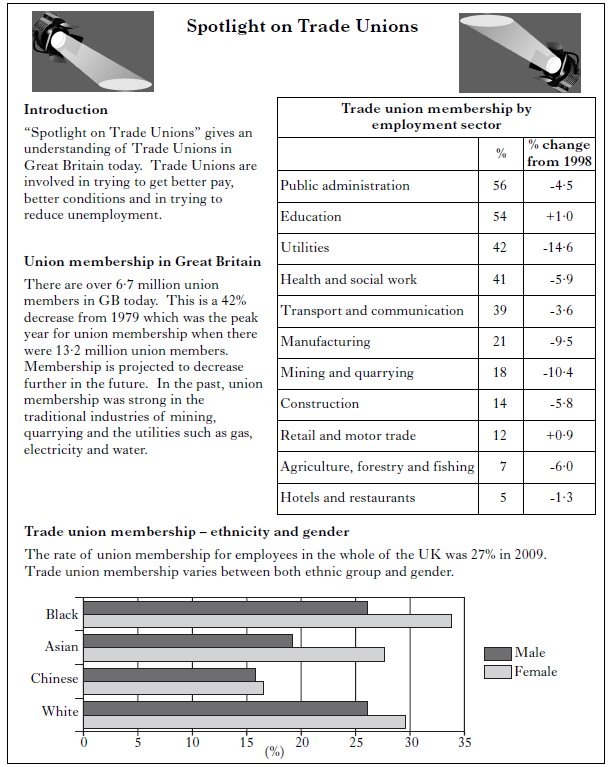 Spotlight on Trade Unions
Introduction
“Spotlight on Trade Unions” gives an
understanding of Trade Unions in
Great Britain today. Trade Unions are
involved in trying to get better pay,
better conditions and in trying to
reduce unemployment.
Union membership in Great Britain
There are over 6·7 million union
members in GB today. This is a 42%
decrease from 1979 which was the peak
year for union membership when there
were 13·2 million union members.
Membership is projected to decrease
further in the future. In the past, union
membership was strong in the
traditional industries of mining,
quarrying and the utilities such as gas,
electricity and water.
Trade union membership by
employment sector
% % change
from 1998
Public administration 56 -4·5
Education 54 +1·0
Utilities 42 -14·6
Health and social work 41 -5·9
Transport and communication 39 -3·6
Manufacturing 21 -9·5
Mining and quarrying 18 -10·4
Construction 14 -5·8
Retail and motor trade 12 +0·9
Agriculture, forestry and fishing 7 -6·0
Hotels and restaurants 5 -1·3
Trade union membership – ethnicity and gender
The rate of union membership for employees in the whole of the UK was 27% in 2009.
Trade union membership varies between both ethnic group and gender.
Black
Asian
Chinese
White
0 5 10 15 20 25 30 35
(%)
Male
Female